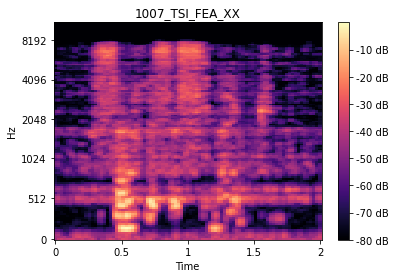 1007_TSI_FEA_XX
8192
4096
2048
1024
512
0
Hz
0
0.5
1
1.5
2
Time
-10 dB
-20 dB
-30 dB
-40 dB
-50 dB
-60 dB
-70 dB
-80 dB